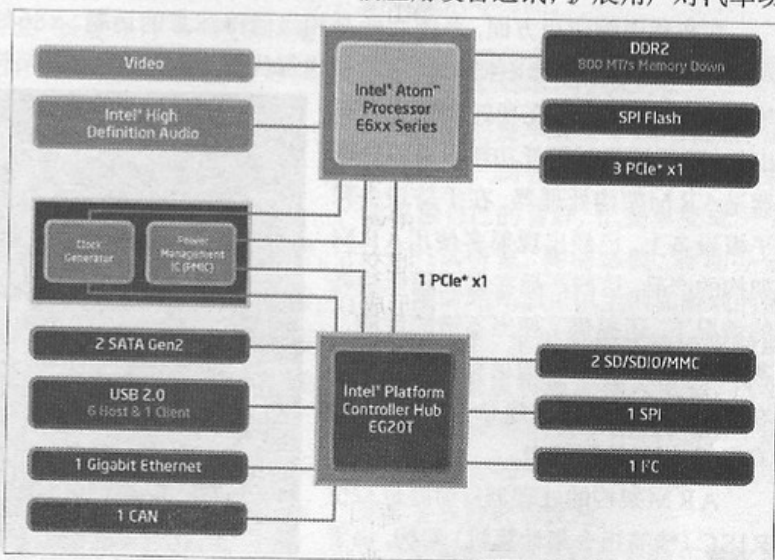 Video
Intel® High
Definition Audio
Intel® Atom™
Processor
E6xx Series
DDR2
800 MT/s Memory Down
SPI Flash
3 PCIe* x1
Clock
Generator
Power
Management
IC (PMIC)
1 PCIe* x1
2 SATA Gen2
USB 2.0
6 Host & 1 Client
1 Gigabit Ethernet
1 CAN
Intel® Platform
Controller Hub
EG20T
2 SD/SDIO/MMC
1 SPI
1 I²C